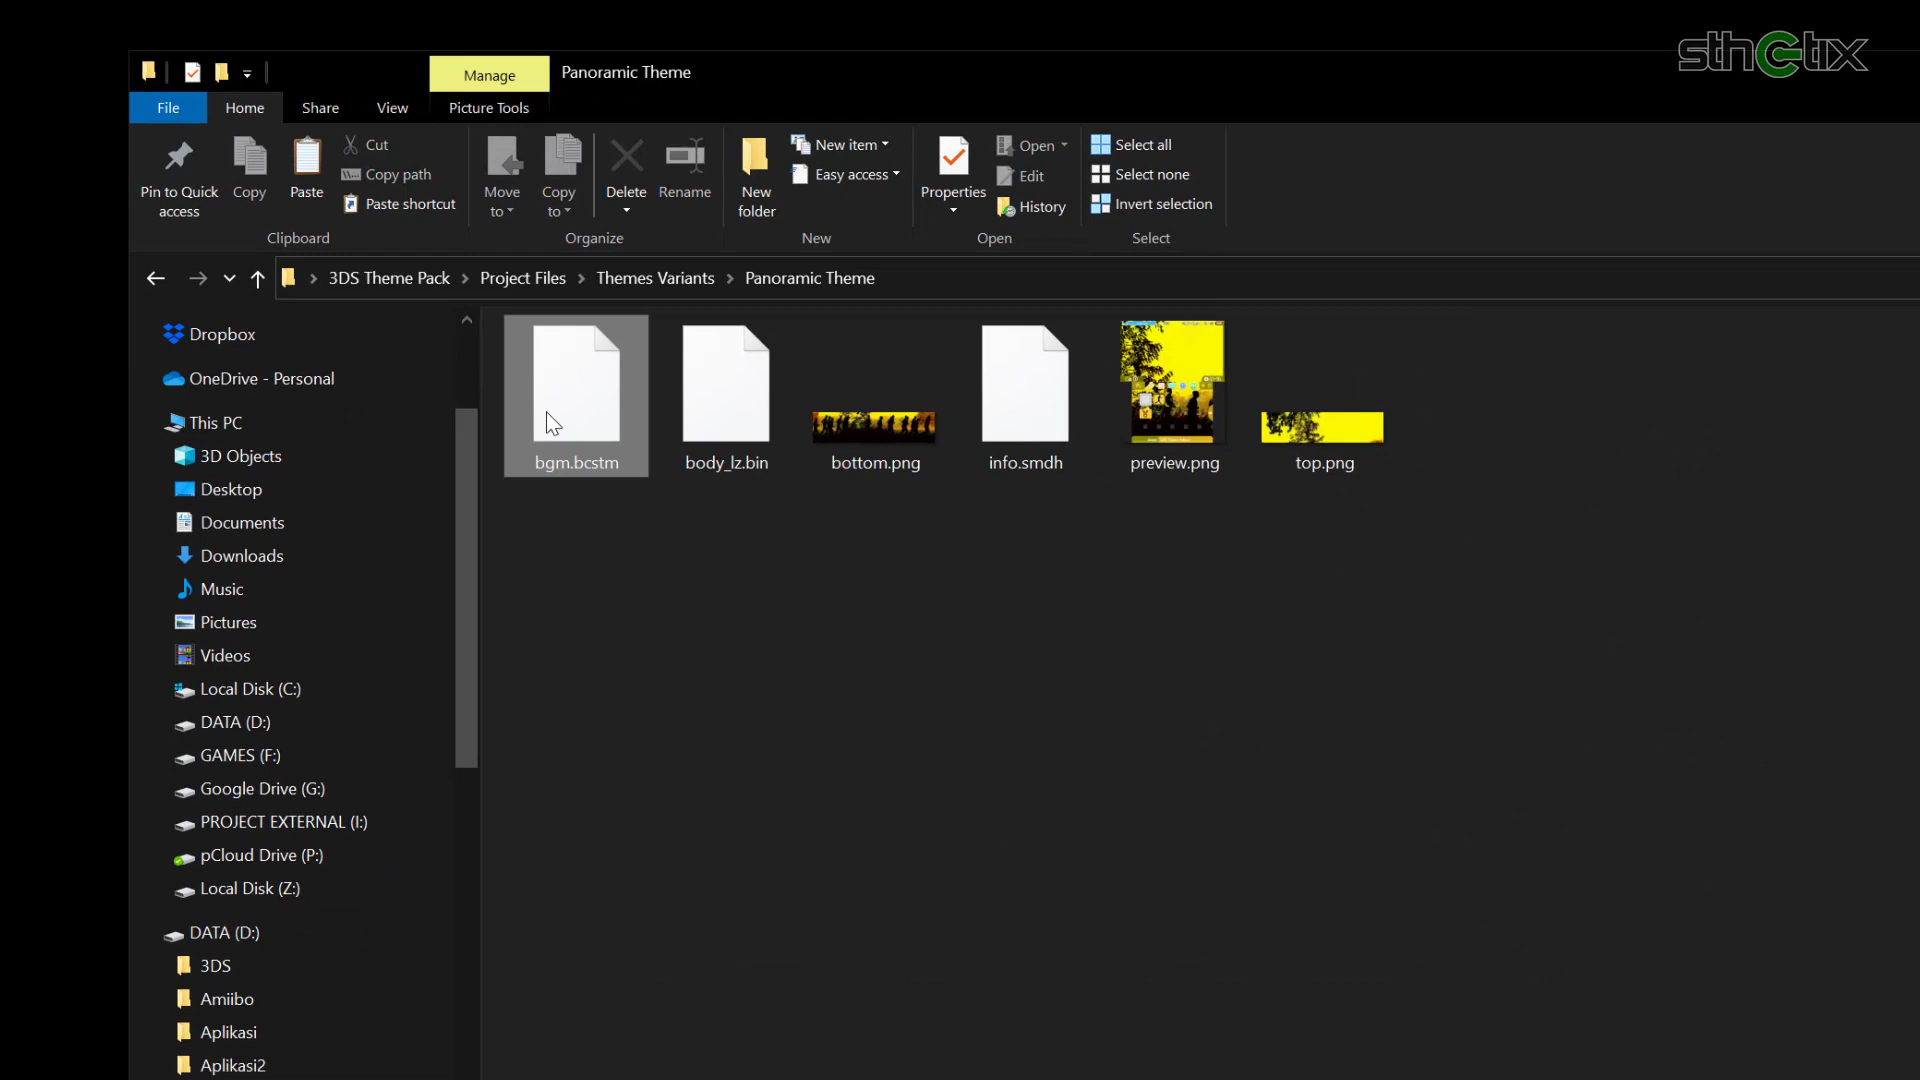 sthetix
Manage
Panoramic Theme
File
Home
Share
View
Picture Tools
Pin to Quick access
Copy
Paste
Cut
Copy path
Paste shortcut
Clipboard
Move to
Copy to
Delete
Rename
Organize
New folder
New item
Easy access
New
Properties
Open
Edit
History
Open
Select all
Select none
Invert selection
Select
3DS Theme Pack
Project Files
Themes Variants
Panoramic Theme
Dropbox
OneDrive - Personal
This PC
3D Objects
Desktop
Documents
Downloads
Music
Pictures
Videos
Local Disk (C:)
DATA (D:)
GAMES (F:)
Google Drive (G:)
PROJECT EXTERNAL (I:)
pCloud Drive (P:)
Local Disk (Z:)
DATA (D:)
3DS
Amiibo
Aplikasi
Aplikasi2
bgm.bcstm
body_lz.bin
bottom.png
info.smdh
preview.png
top.png